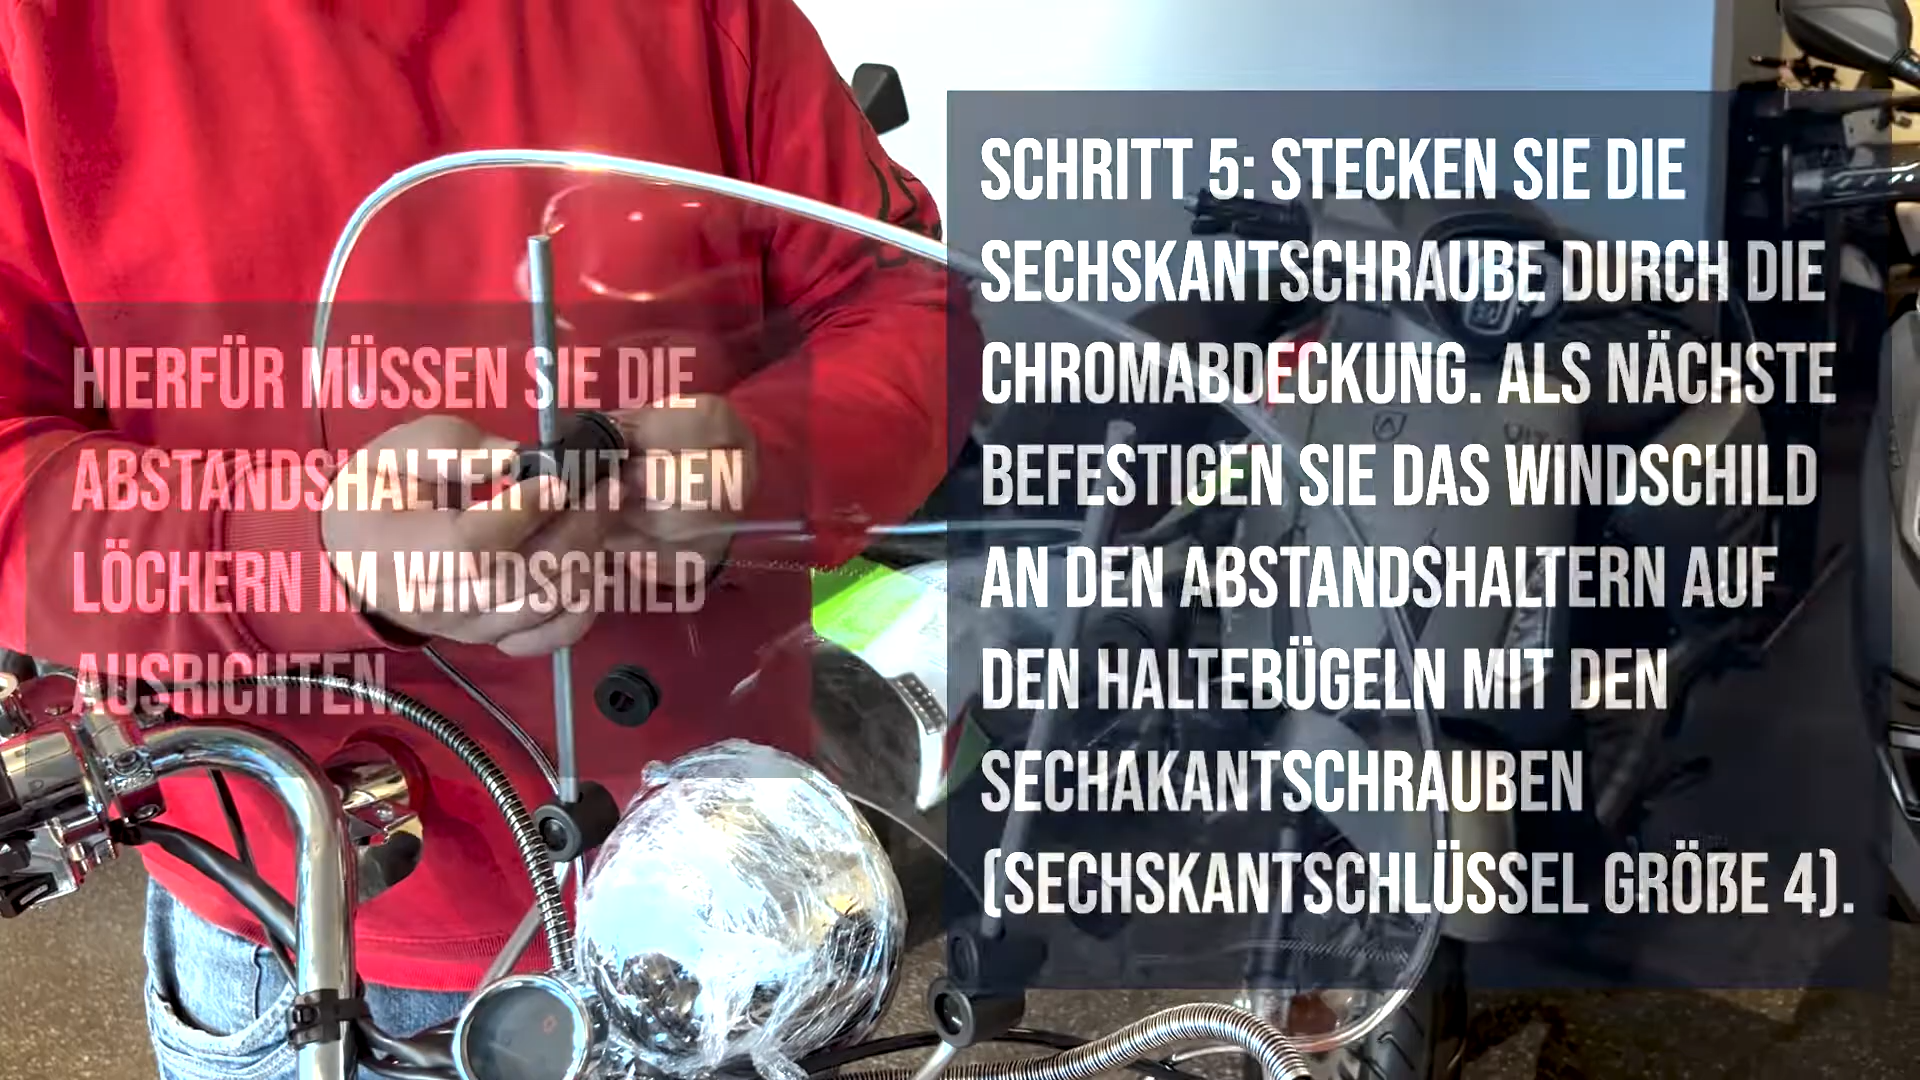 HIERFÜR MÜSSEN SIE DIE
ABSTANDSHALTER MIT DEN
LÖCHERN IM WINDSCHILD
AUSRICHTEN.
SCHRITT 5: STECKEN SIE DIE
SECHSKANTSCHRAUBE DURCH DIE
CHROMABDECKUNG. ALS NÄCHSTE
BEFESTIGEN SIE DAS WINDSCHILD
AN DEN ABSTANDSHALTERN AUF
DEN HALTEBÜGELN MIT DEN
SECHAKANTSCHRAUBEN
(SECHSKANTSCHLÜSSEL GRÖßE 4).